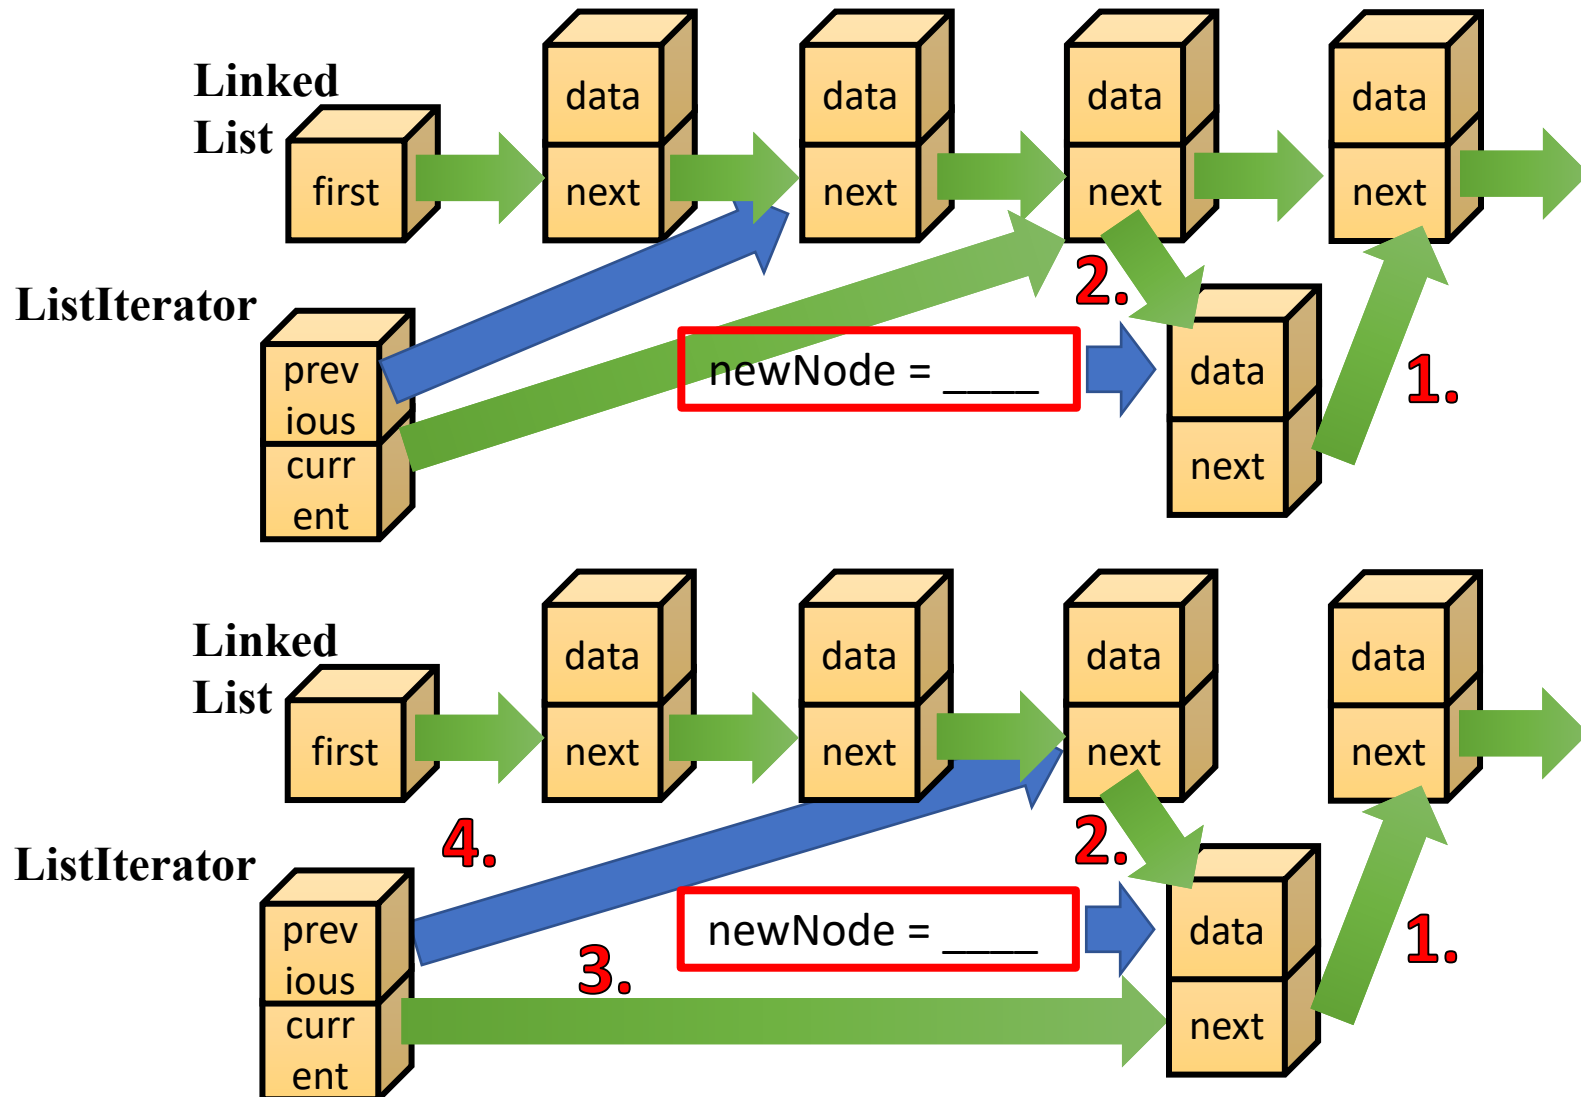 data
data
data
data
Linked
List
first
next
next
next
next
ListIterator
2.
newNode = ____
data
1.
prev
ious
curr
ent
next
Linked
List
data
data
data
data
first
next
next
next
next
4.
2.
ListIterator
newNode = ____
data
1.
prev
ious
3.
curr
ent
next